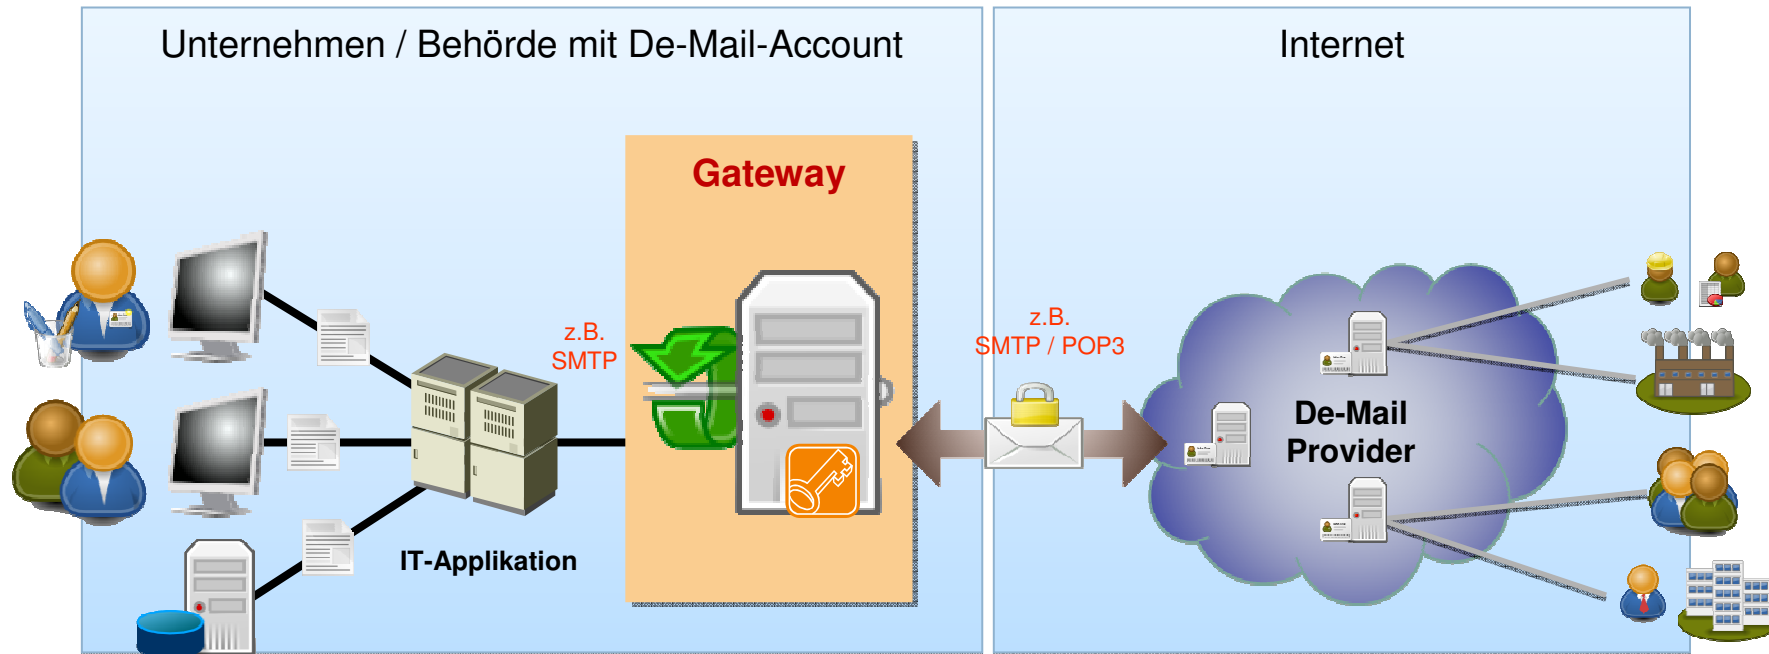 Unternehmen / Behörde mit De-Mail-Account
Internet
Gateway
z.B.
SMTP
z.B.
SMTP / POP3
De-Mail
Provider
IT-Applikation